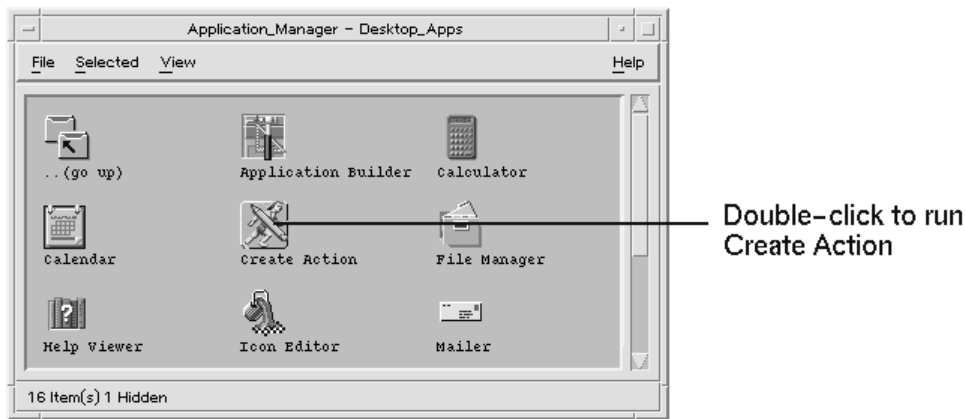 Application_Manager - Desktop_Apps
File Selected View Help
..(go up) Application Builder Calculator
Double-click to run
Create Action
Calendar Create Action File Manager
Help Viewer Icon Editor Mailer
16 Item(s) 1 Hidden